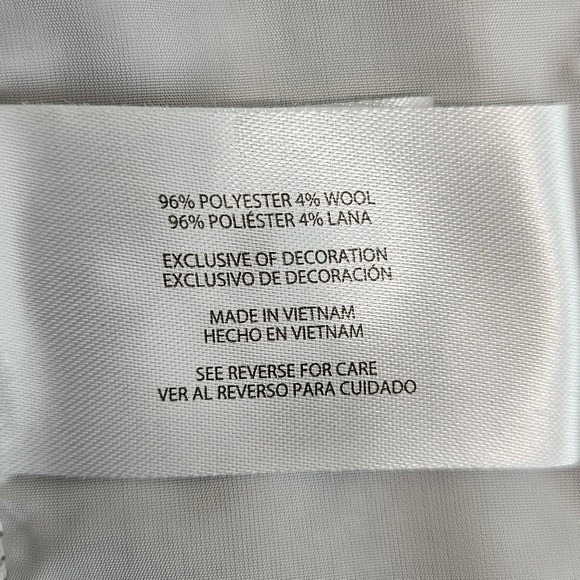 96% POLYESTER 4% WOOL
96% POLIÉSTER 4% LANA
EXCLUSIVE OF DECORATION
EXCLUSIVO DE DECORACIÓN
MADE IN VIETNAM
HECHO EN VIETNAM
SEE REVERSE FOR CARE
VER AL REVERSO PARA CUIDADO